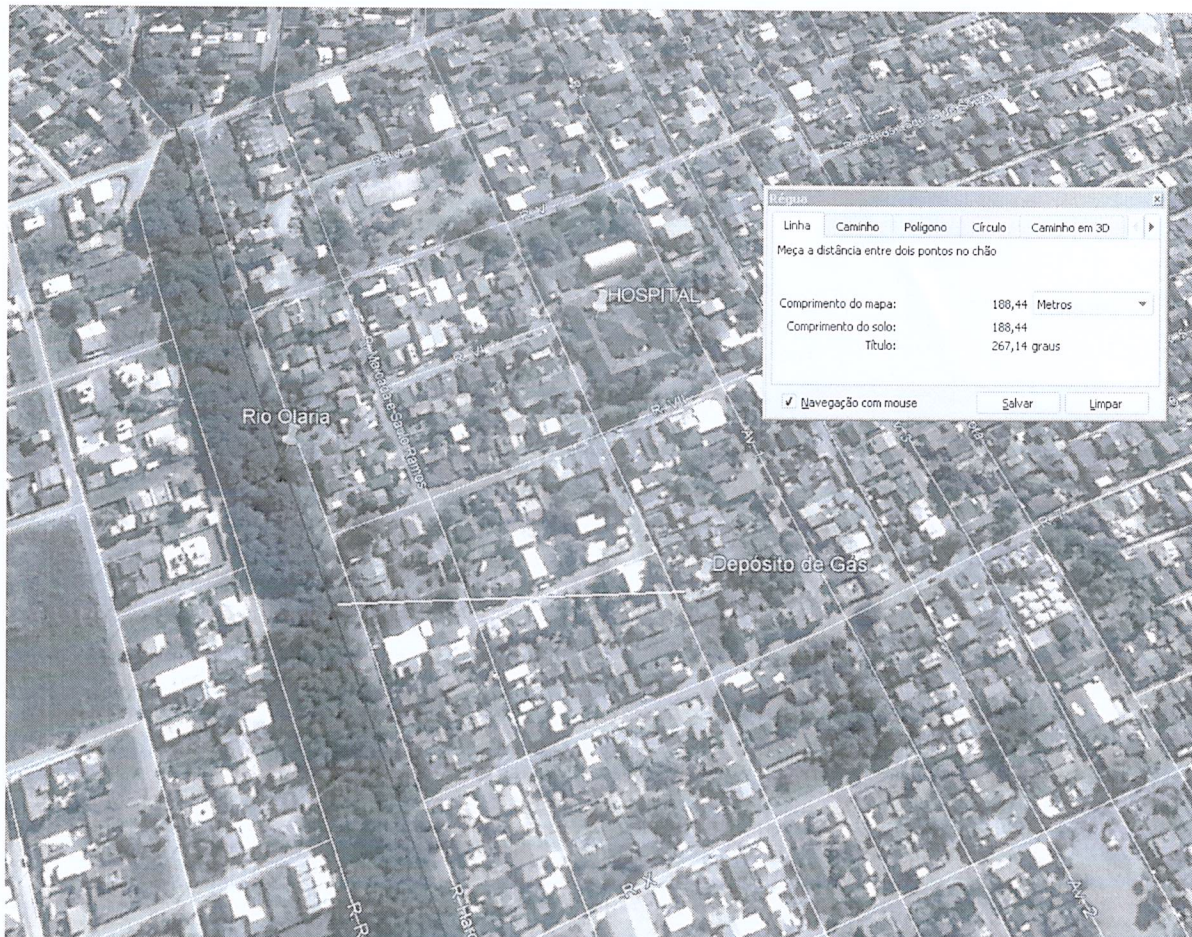 Régua
Linha
Caminho
Polígono
Círculo
Caminho em 3D
Meça a distância entre dois pontos no chão
Comprimento do mapa:
188,44
Metros
Comprimento do solo:
188,44
Título:
267,14 graus
Navegação com mouse
Salvar
Limpar
HOSPITAL
Rio Olaria
Depósito de Gás
R. X
Av. 2